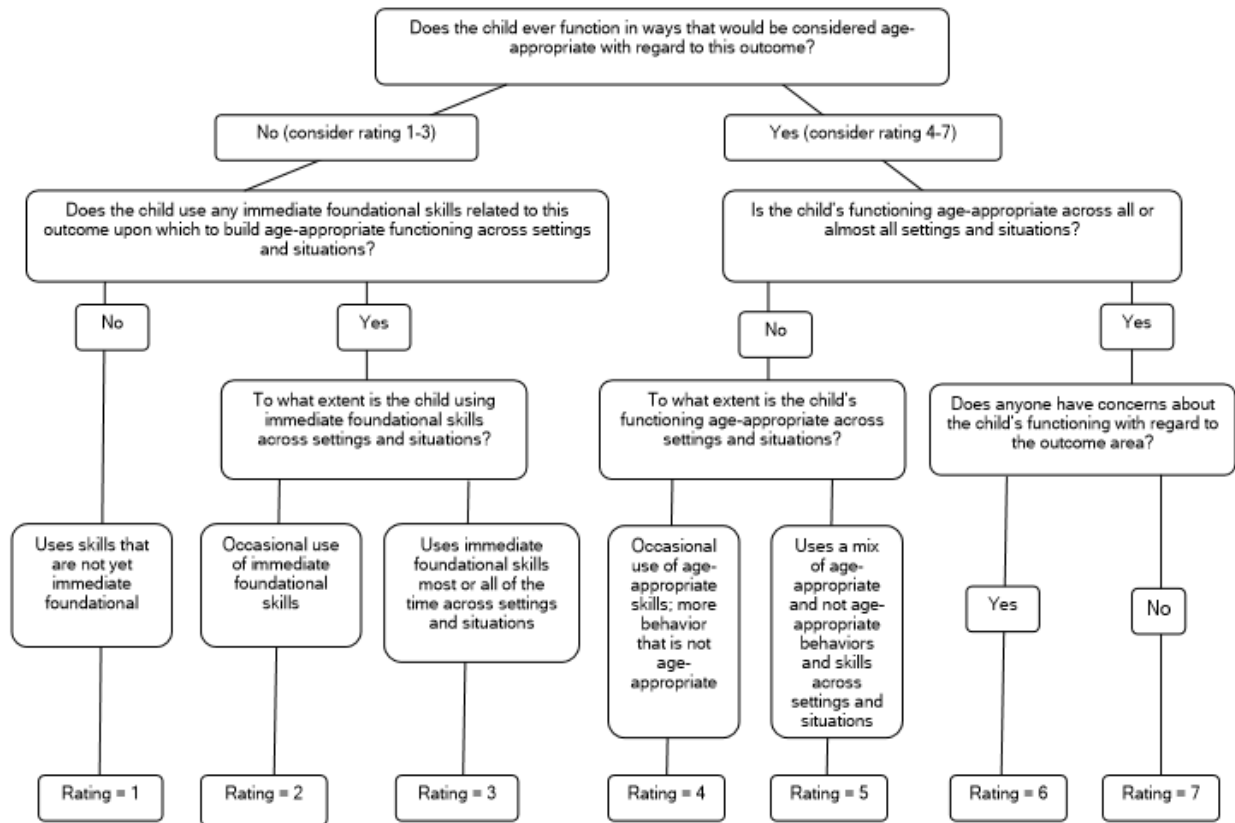 Does the child ever function in ways that would be considered age-
appropriate with regard to this outcome?
No (consider rating 1-3)
Yes (consider rating 4-7)
Does the child use any immediate foundational skills related to this
outcome upon which to build age-appropriate functioning across settings
and situations?
Is the child's functioning age-appropriate across all or
almost all settings and situations?
No
Yes
No
Yes
To what extent is the child using
immediate foundational skills
across settings and situations?
To what extent is the child's
functioning age-appropriate across
settings and situations?
Does anyone have concerns about
the child's functioning with regard to
the outcome area?
Uses skills that
are not yet
immediate
foundational
Occasional use
of immediate
foundational
skills
Uses immediate
foundational skills
most or all of the
time across settings
and situations
Occasional
use of age-
appropriate
skills; more
behavior
that is not
age-
appropriate
Uses a mix
of age-
appropriate
and not age-
appropriate
behaviors
and skills
across
settings and
situations
Yes
No
Rating = 1
Rating = 2
Rating = 3
Rating = 4
Rating = 5
Rating = 6
Rating = 7